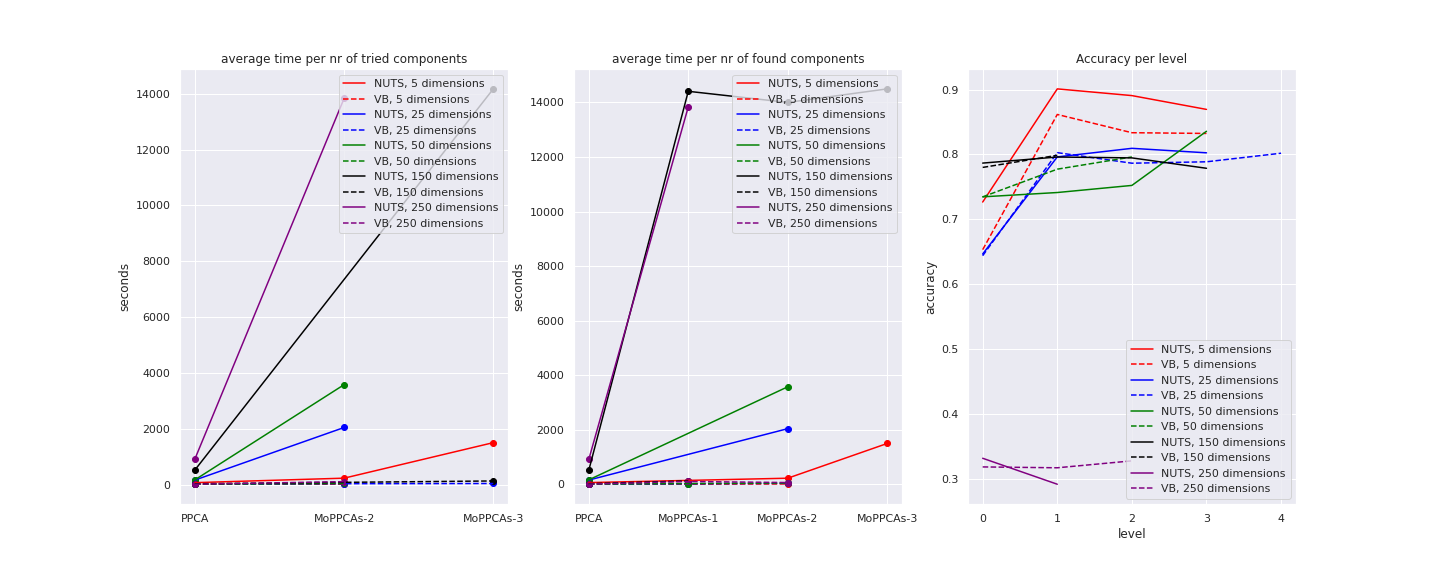 average time per nr of tried components
seconds
14000
12000
10000
8000
6000
4000
2000
0
PPCA
MoPPCAs-2
MoPPCAs-3
NUTS, 5 dimensions
VB, 5 dimensions
NUTS, 25 dimensions
VB, 25 dimensions
NUTS, 50 dimensions
VB, 50 dimensions
NUTS, 150 dimensions
VB, 150 dimensions
NUTS, 250 dimensions
VB, 250 dimensions
average time per nr of found components
seconds
14000
12000
10000
8000
6000
4000
2000
0
PPCA
MoPPCAs-1
MoPPCAs-2
MoPPCAs-3
NUTS, 5 dimensions
VB, 5 dimensions
NUTS, 25 dimensions
VB, 25 dimensions
NUTS, 50 dimensions
VB, 50 dimensions
NUTS, 150 dimensions
VB, 150 dimensions
NUTS, 250 dimensions
VB, 250 dimensions
Accuracy per level
accuracy
0.9
0.8
0.7
0.6
0.5
0.4
0.3
0
1
2
3
4
level
NUTS, 5 dimensions
VB, 5 dimensions
NUTS, 25 dimensions
VB, 25 dimensions
NUTS, 50 dimensions
VB, 50 dimensions
NUTS, 150 dimensions
VB, 150 dimensions
NUTS, 250 dimensions
VB, 250 dimensions